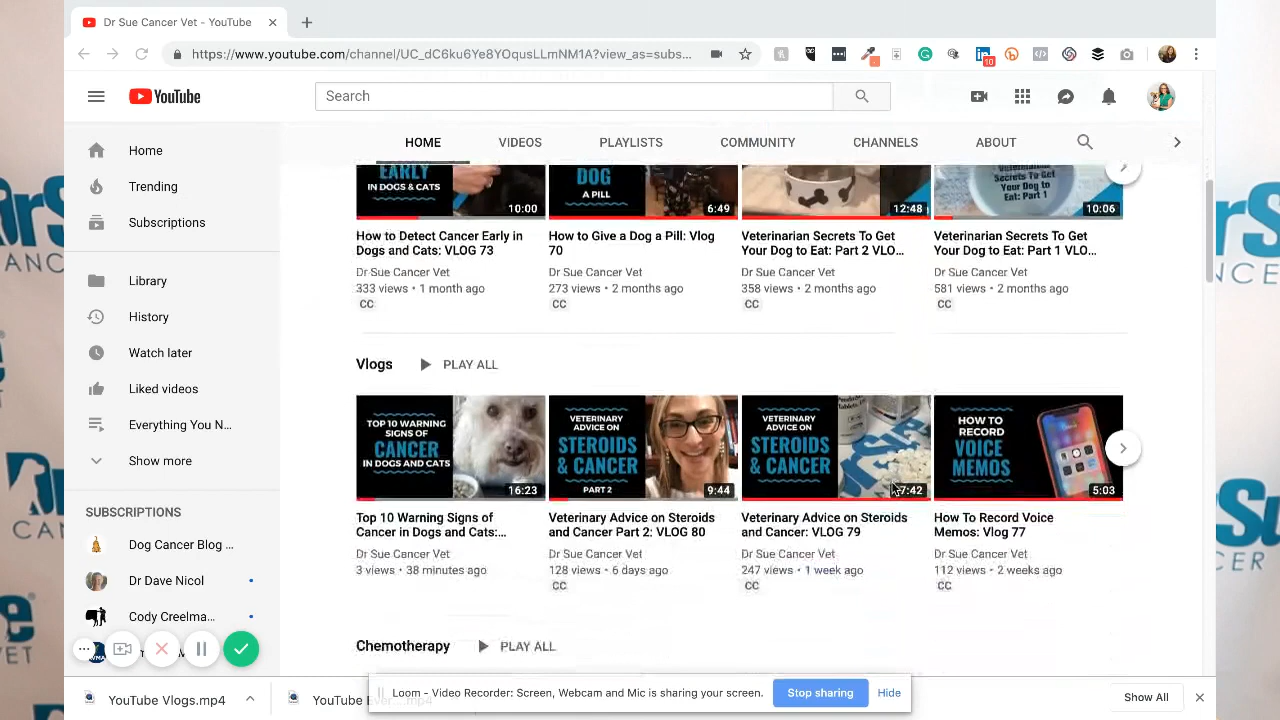 Dr Sue Cancer Vet - YouTube
https://www.youtube.com/channel/UC_dC6ku6Ye8YOqusLLmNM1A?view_as=subs...
10
YouTube
Search
HOME
VIDEOS
PLAYLISTS
COMMUNITY
CHANNELS
ABOUT
Home
Trending
Subscriptions
Library
History
Watch later
Liked videos
Everything You N...
Show more
SUBSCRIPTIONS
Dog Cancer Blog ...
Dr Dave Nicol
Cody Creelma...
EARLY
IN DOGS & CATS
10:00
DOG
A PILL
6:49
12:48
Veterinarian
Secrets To Get
Your Dog to
Eat: Part 1
10:06
How to Detect Cancer Early in
Dogs and Cats: VLOG 73
Dr Sue Cancer Vet
333 views • 1 month ago
CC
How to Give a Dog a Pill: Vlog
70
Dr Sue Cancer Vet
273 views • 2 months ago
CC
Veterinarian Secrets To Get
Your Dog to Eat: Part 2 VLO...
Dr Sue Cancer Vet
358 views • 2 months ago
CC
Veterinarian Secrets To Get
Your Dog to Eat: Part 1 VLO...
Dr Sue Cancer Vet
581 views • 2 months ago
CC
Vlogs
PLAY ALL
TOP 10 WARNING
SIGNS OF
CANCER
IN DOGS AND CATS
16:23
VETERINARY
ADVICE ON
STEROIDS
& CANCER
PART 2
9:44
VETERINARY
ADVICE ON
STEROIDS
& CANCER
7:42
HOW TO
RECORD
VOICE
MEMOS
5:03
Top 10 Warning Signs of
Cancer in Dogs and Cats:...
Dr Sue Cancer Vet
3 views • 38 minutes ago
Veterinary Advice on Steroids
and Cancer Part 2: VLOG 80
Dr Sue Cancer Vet
128 views • 6 days ago
CC
Veterinary Advice on Steroids
and Cancer: VLOG 79
Dr Sue Cancer Vet
247 views • 1 week ago
CC
How To Record Voice
Memos: Vlog 77
Dr Sue Cancer Vet
112 views • 2 weeks ago
CC
Chemotherapy
PLAY ALL
Loom - Video Recorder: Screen, Webcam and Mic is sharing your screen.
Stop sharing
Hide
YouTube Vlogs.mp4
Show All